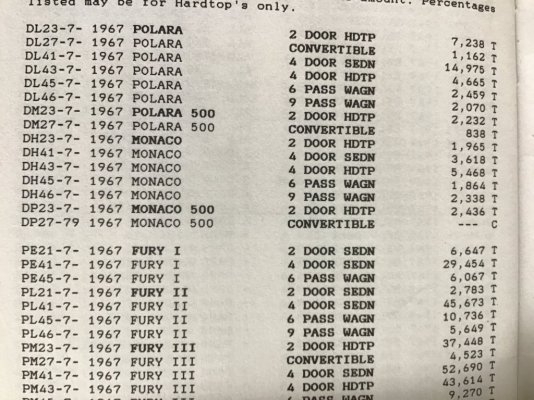 listed may be for Hardtop's only. amount. Percentages
DL23-7- 1967 POLARA 2 DOOR HDTP 7,238 T
DL27-7- 1967 POLARA CONVERTIBLE 1,162 T
DL41-7- 1967 POLARA 4 DOOR SEDN 14,975 T
DL43-7- 1967 POLARA 4 DOOR HDTP 4,665 T
DL45-7- 1967 POLARA 6 PASS WAGN 2,459 T
DL46-7- 1967 POLARA 9 PASS WAGN 2,070 T
DM23-7- 1967 POLARA 500 2 DOOR HDTP 2,232 T
DM27-7- 1967 POLARA 500 CONVERTIBLE 838 T
DH23-7- 1967 MONACO 2 DOOR HDTP 1,965 T
DH41-7- 1967 MONACO 4 DOOR SEDN 3,618 T
DH43-7- 1967 MONACO 4 DOOR HDTP 5,468 T
DH45-7- 1967 MONACO 6 PASS WAGN 1,864 T
DH46-7- 1967 MONACO 9 PASS WAGN 2,338 T
DP23-7- 1967 MONACO 500 2 DOOR HDTP 2,436 T
DP27-79 1967 MONACO 500 CONVERTIBLE --- C
PE21-7- 1967 FURY I 2 DOOR SEDN 6,647 T
PE41-7- 1967 FURY I 4 DOOR SEDN 29,454 T
PE45-7- 1967 FURY I 6 PASS WAGN 6,067 T
PL21-7- 1967 FURY II 2 DOOR SEDN 2,783 T
PL41-7- 1967 FURY II 4 DOOR SEDN 45,673 T
PL45-7- 1967 FURY II 6 PASS WAGN 10,736 T
PL46-7- 1967 FURY II 9 PASS WAGN 5,649 T
PM23-7- 1967 FURY III 2 DOOR HDTP 37,448 T
PM27-7- 1967 FURY III CONVERTIBLE 4,523 T
PM41-7- 1967 FURY III 4 DOOR SEDN 52,690 T
PM43-7- 1967 FURY III 4 DOOR HDTP 43,614 T
1967 FURY III 6 PASS WAGN 9,270 T